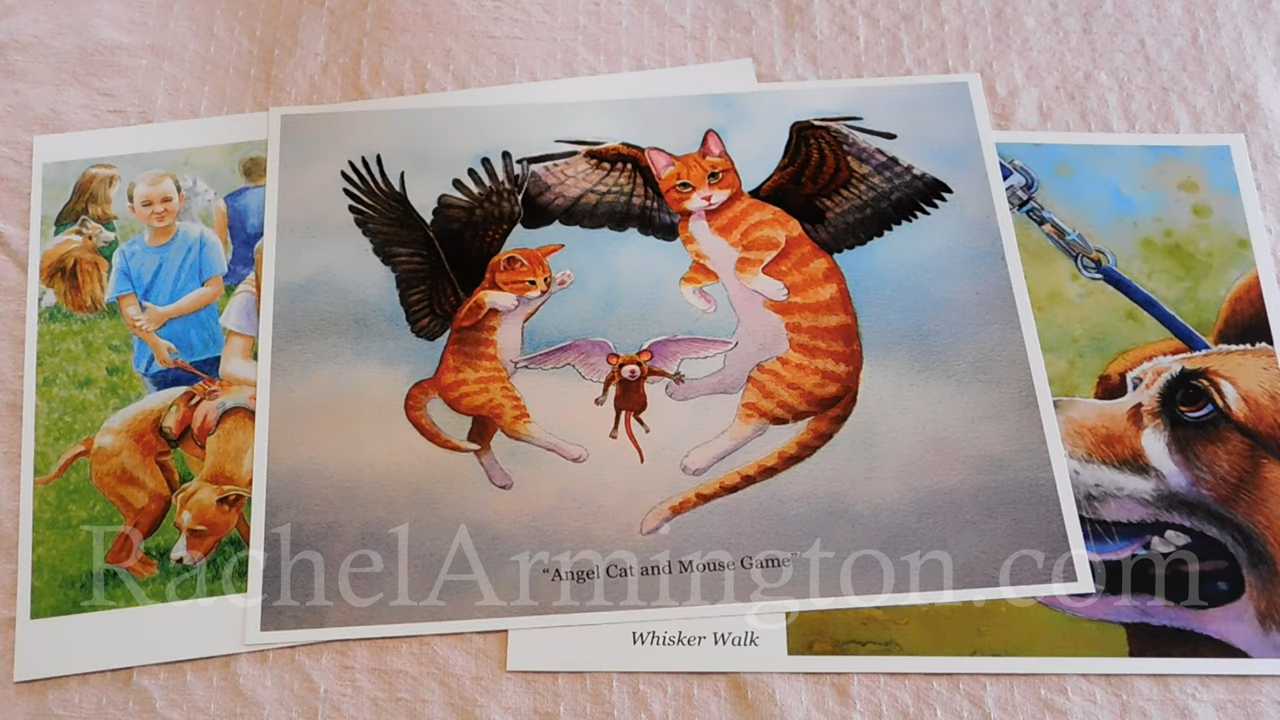 “Angel Cat and Mouse Game”
RachelArmington.com
Whisker Walk